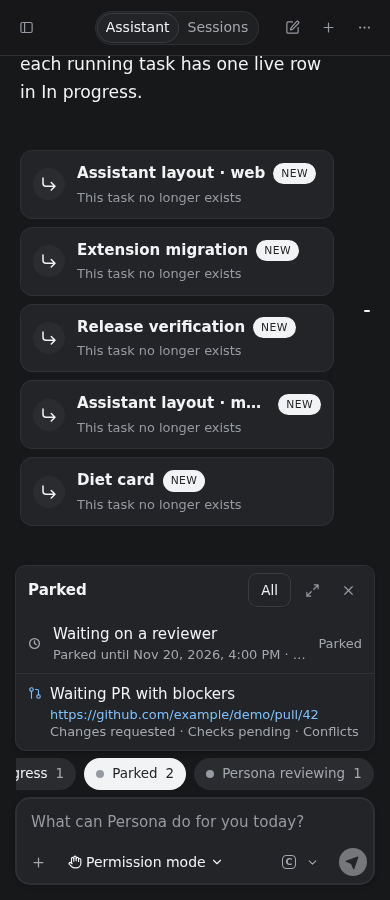 Assistant
Sessions
each running task has one live row
in In progress.
Assistant layout · web NEW
This task no longer exists
Extension migration NEW
This task no longer exists
Release verification NEW
This task no longer exists
Assistant layout · m… NEW
This task no longer exists
Diet card NEW
This task no longer exists
Parked
All
Waiting on a reviewer
Parked until Nov 20, 2026, 4:00 PM · …
Parked
Waiting PR with blockers
https://github.com/example/demo/pull/42
Changes requested · Checks pending · Conflicts
gress 1
Parked 2
Persona reviewing 1
What can Persona do for you today?
Permission mode
C